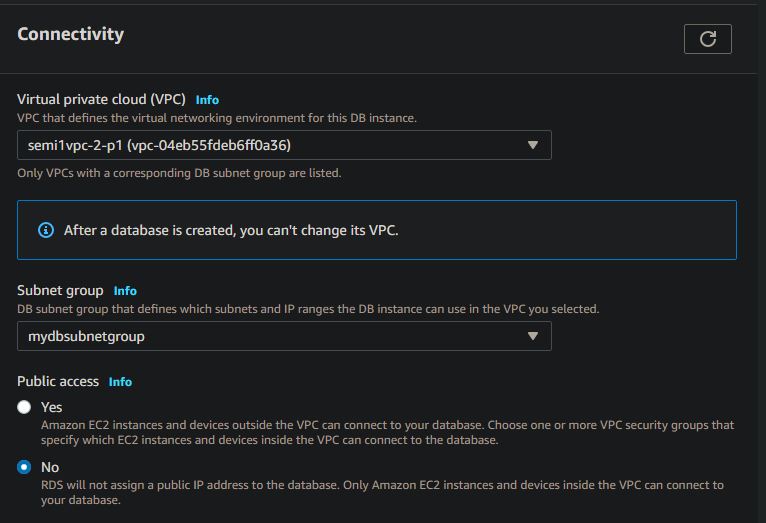 Connectivity
Virtual private cloud (VPC) Info
VPC that defines the virtual networking environment for this DB instance.
semi1vpc-2-p1 (vpc-04eb55fdeb6ff0a36)
Only VPCs with a corresponding DB subnet group are listed.
After a database is created, you can't change its VPC.
Subnet group Info
DB subnet group that defines which subnets and IP ranges the DB instance can use in the VPC you selected.
mydbsubnetgroup
Public access Info
Yes
Amazon EC2 instances and devices outside the VPC can connect to your database. Choose one or more VPC security groups that
specify which EC2 instances and devices inside the VPC can connect to the database.
No
RDS will not assign a public IP address to the database. Only Amazon EC2 instances and devices inside the VPC can connect to
your database.